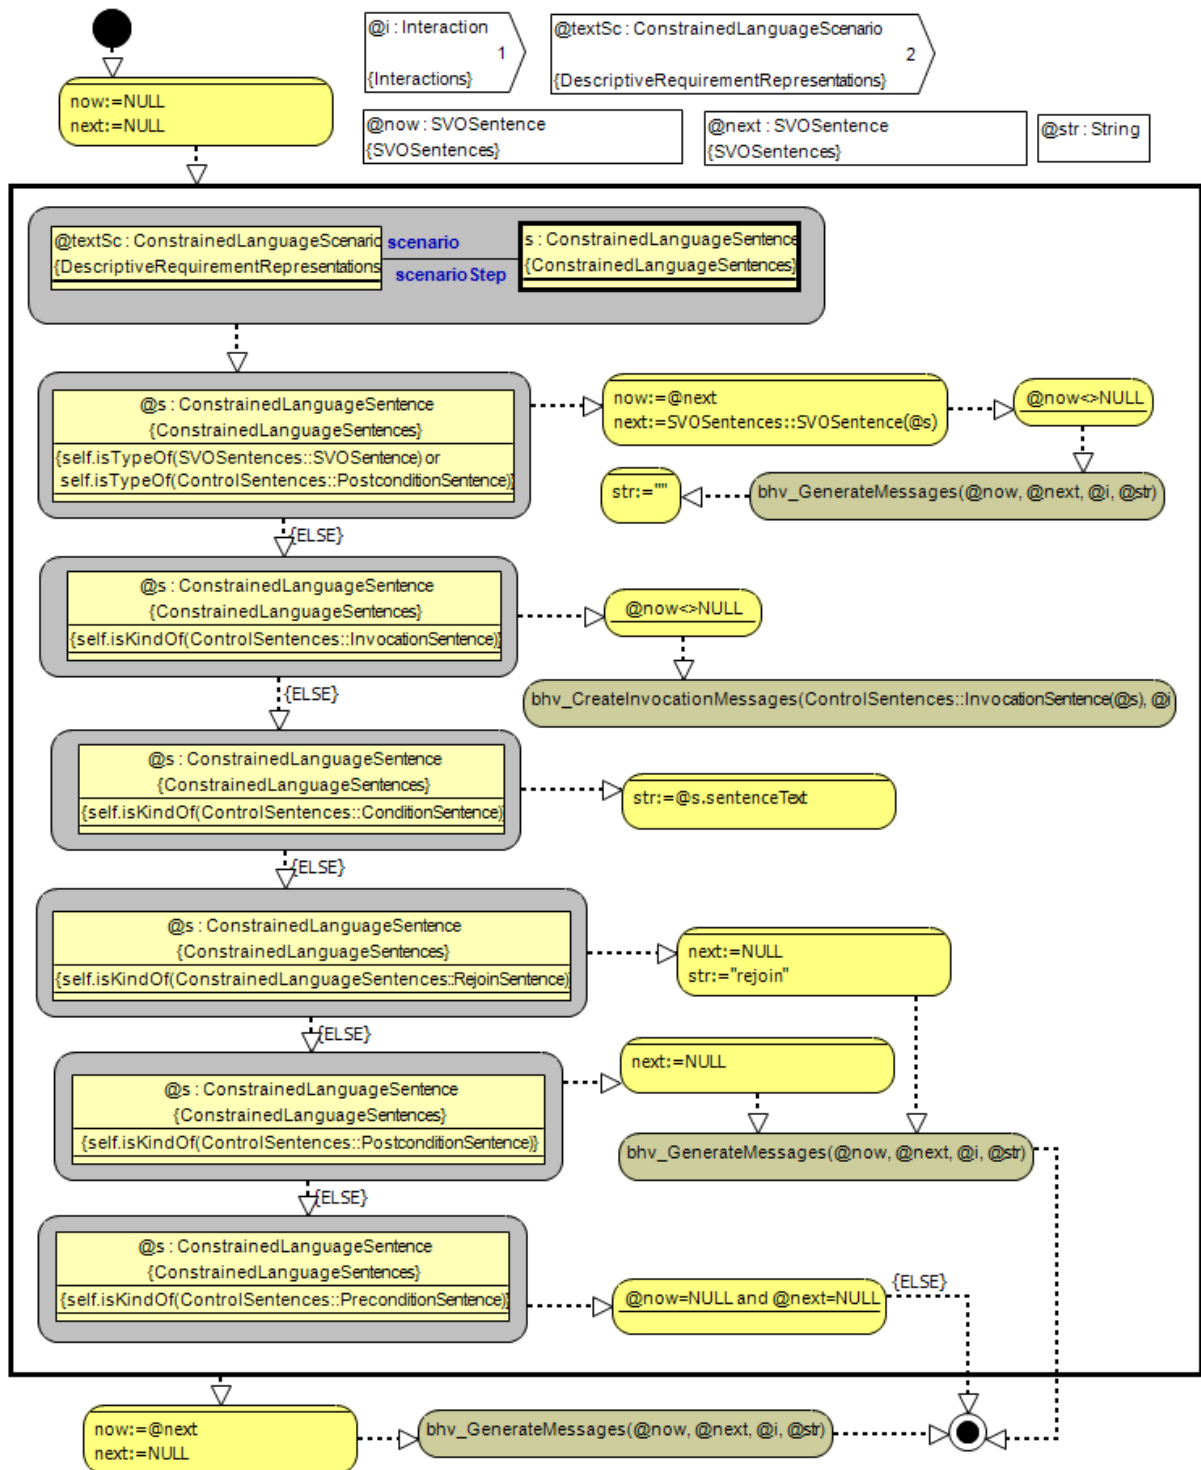 @i : Interaction
1
{Interactions}
@textSc : ConstrainedLanguageScenario
2
{DescriptiveRequirementRepresentations}
now:=NULL
next:=NULL
@now : SVOSentence
{SVOSentences}
@next : SVOSentence
{SVOSentences}
@str : String
@textSc : ConstrainedLanguageScenario
{DescriptiveRequirementRepresentations
scenario
scenarioStep
s : ConstrainedLanguageSentence
{ConstrainedLanguageSentences}
@s : ConstrainedLanguageSentence
{ConstrainedLanguageSentences}
{self.isTypeOf(SVOSentences::SVOSentence) or
self.isTypeOf(ControlSentences::PostconditionSentence)}
now:=@next
next:=SVOSentences::SVOSentence(@s)
@now<>NULL
str:=""
bhv_GenerateMessages(@now, @next, @i, @str)
{ELSE}
@s : ConstrainedLanguageSentence
{ConstrainedLanguageSentences}
{self.isKindOf(ControlSentences::InvocationSentence)}
@now<>NULL
bhv_CreateInvocationMessages(ControlSentences::InvocationSentence(@s), @i
{ELSE}
@s : ConstrainedLanguageSentence
{ConstrainedLanguageSentences}
{self.isKindOf(ControlSentences::ConditionSentence)}
str:=@s.sentenceText
{ELSE}
@s : ConstrainedLanguageSentence
{ConstrainedLanguageSentences}
{self.isKindOf(ConstrainedLanguageSentences::RejoinSentence)}
next:=NULL
str:="rejoin"
{ELSE}
@s : ConstrainedLanguageSentence
{ConstrainedLanguageSentences}
{self.isKindOf(ControlSentences::PostconditionSentence)}
next:=NULL
bhv_GenerateMessages(@now, @next, @i, @str)
{ELSE}
@s : ConstrainedLanguageSentence
{ConstrainedLanguageSentences}
{self.isKindOf(ControlSentences::PreconditionSentence)}
@now=NULL and @next=NULL
{ELSE}
now:=@next
next:=NULL
bhv_GenerateMessages(@now, @next, @i, @str)